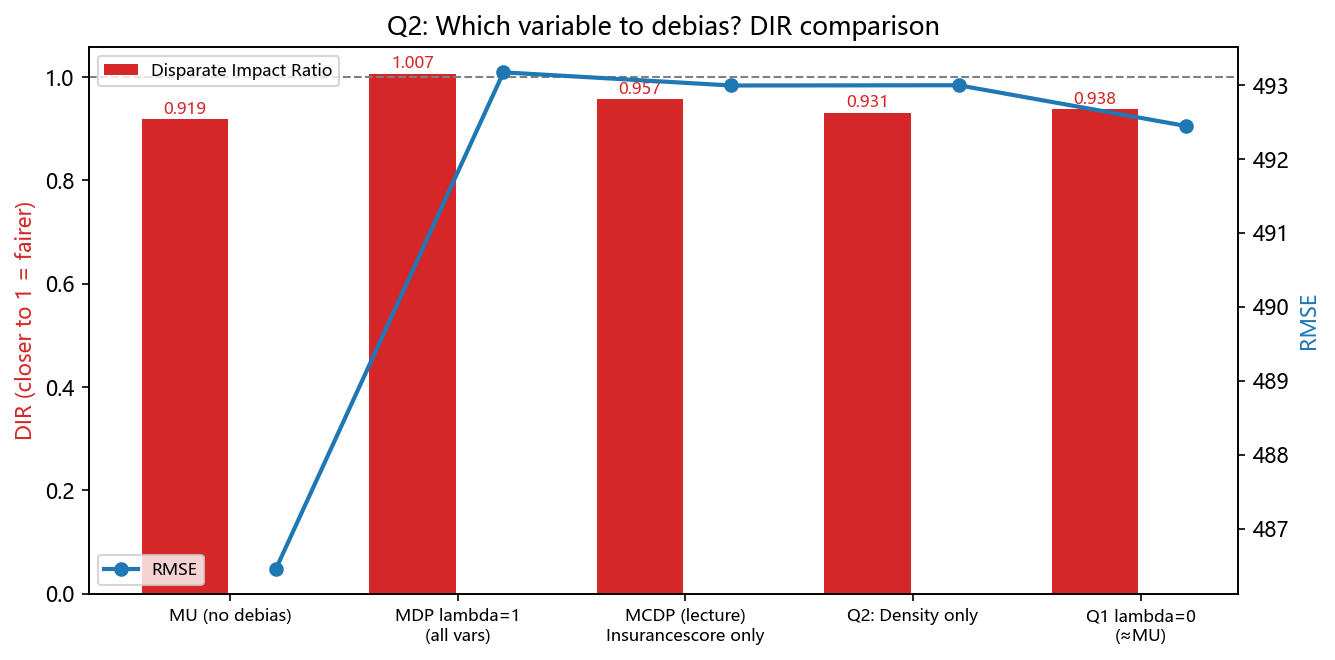 Q2: Which variable to debias? DIR comparison
Disparate Impact Ratio
RMSE
DIR (closer to 1 = fairer)
1.0
0.8
0.6
0.4
0.2
0.0
0.919
1.007
0.957
0.931
0.938
493
492
491
490
489
488
487
RMSE
MU (no debias)
MDP lambda=1
(all vars)
MCDP (lecture)
Insurancescore only
Q2: Density only
Q1 lambda=0
(≈MU)